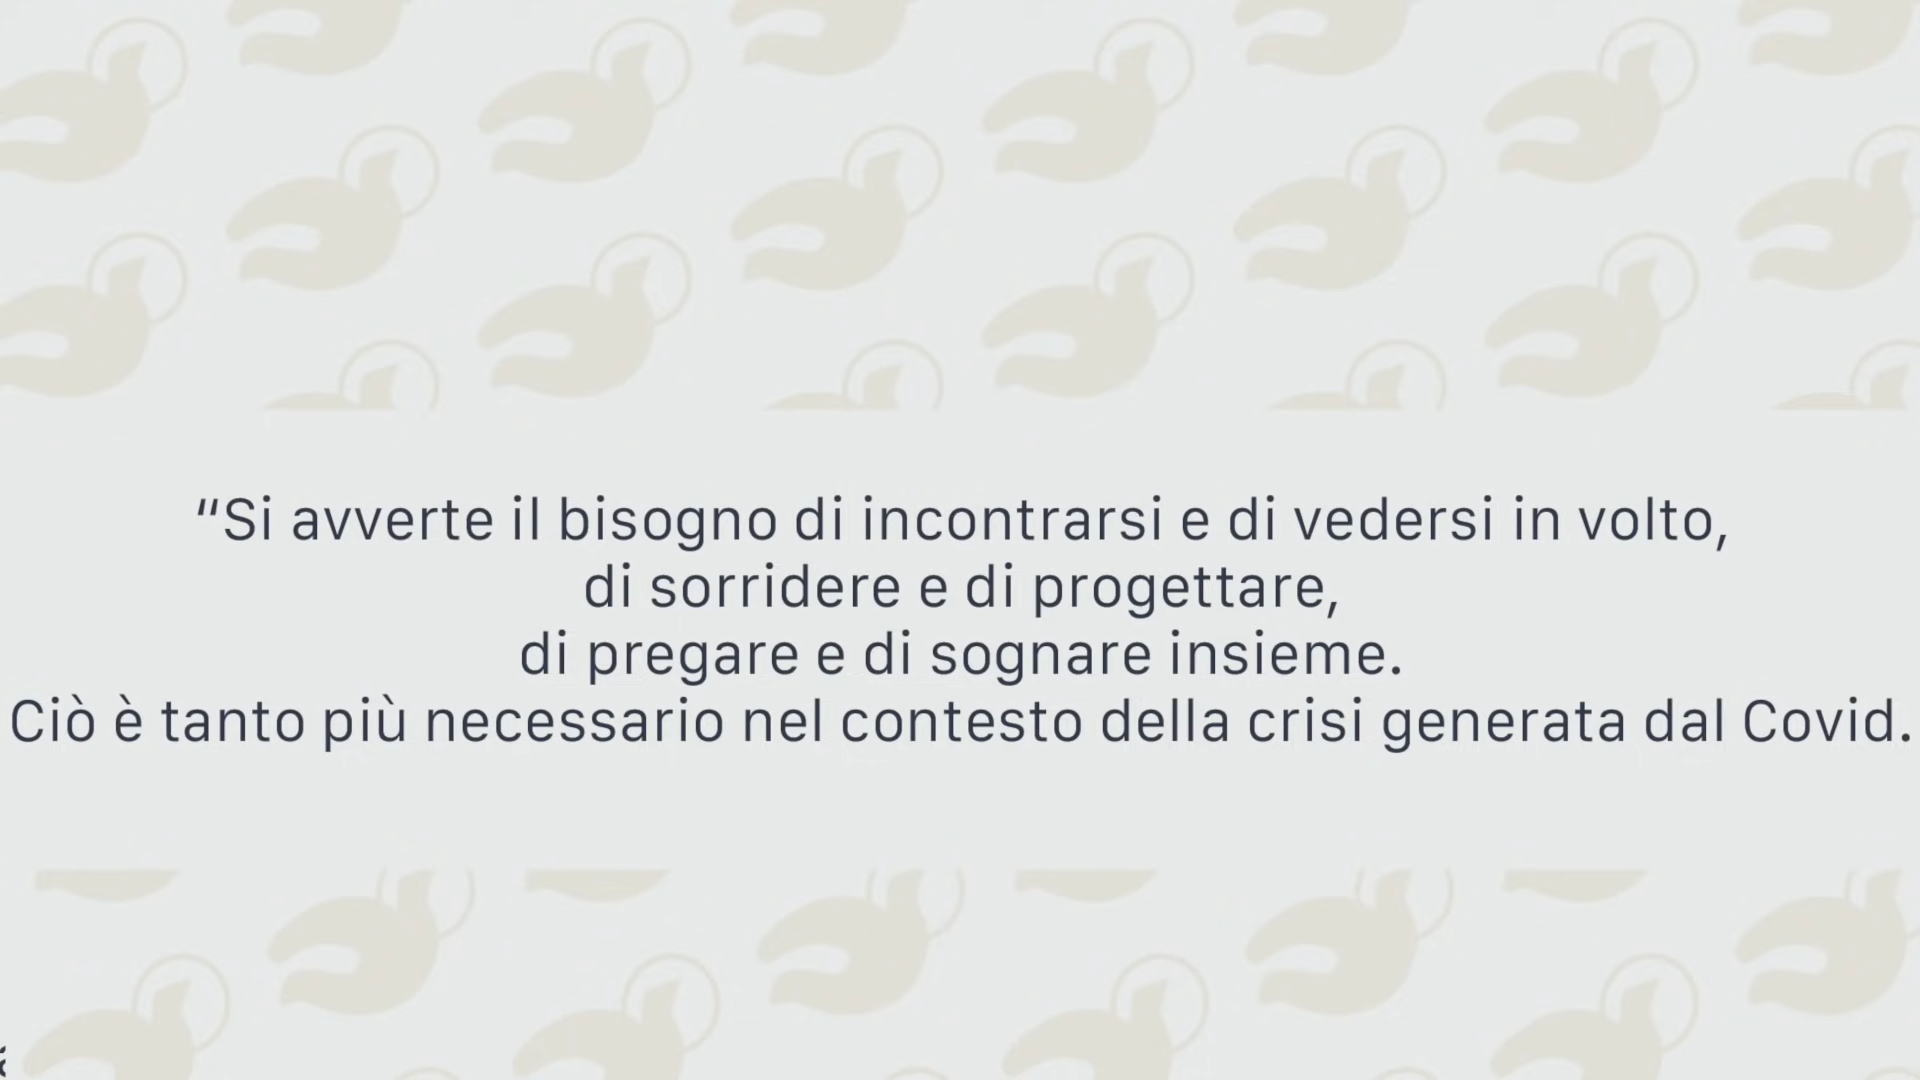 “Si avverte il bisogno di incontrarsi e di vedersi in volto,
di sorridere e di progettare,
di pregare e di sognare insieme.
Ciò è tanto più necessario nel contesto della crisi generata dal Covid.